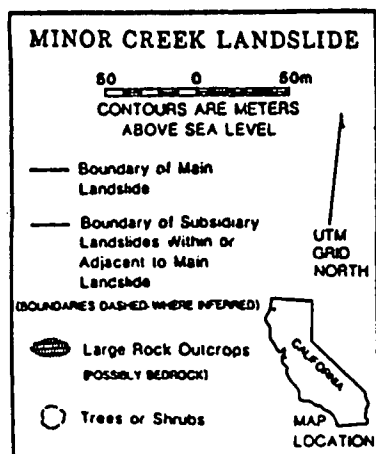 MINOR CREEK LANDSLIDE
50 0 50m
CONTOURS ARE METERS
ABOVE SEA LEVEL
Boundary of Main
Landslide
Boundary of Subsidiary
Landslides Within or
Adjacent to Main
Landslide
(BOUNDARIES DASHED WHERE INFERRED)
Large Rock Outcrops
(POSSIBLY BEDROCK)
Trees or Shrubs
UTM
GRID
NORTH
CALIFORNIA
MAP
LOCATION